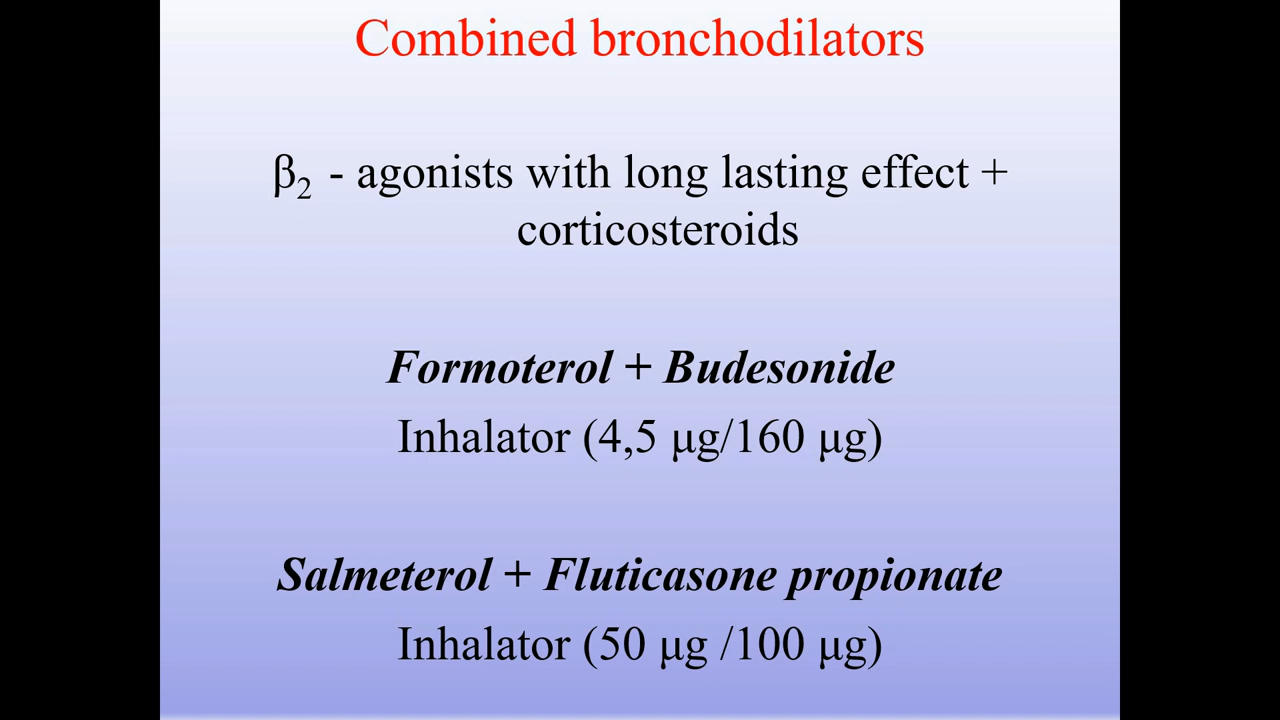 Combined bronchodilators
β₂ - agonists with long lasting effect +
corticosteroids
Formoterol + Budesonide
Inhalator (4,5 μg/160 μg)
Salmeterol + Fluticasone propionate
Inhalator (50 μg /100 μg)